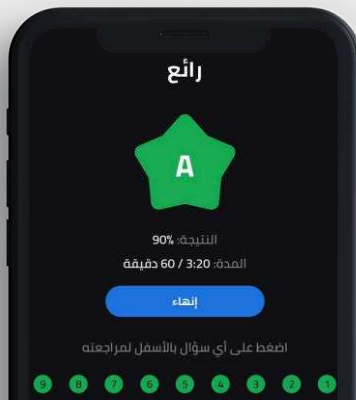 رائع
A
النتيجة: 90%
المدة: 3:20 / 60 دقيقة
إنهاء
اضغط على أي سؤال بالأسفل لمراجعته
1 2 3 4 5 6 7 8 9